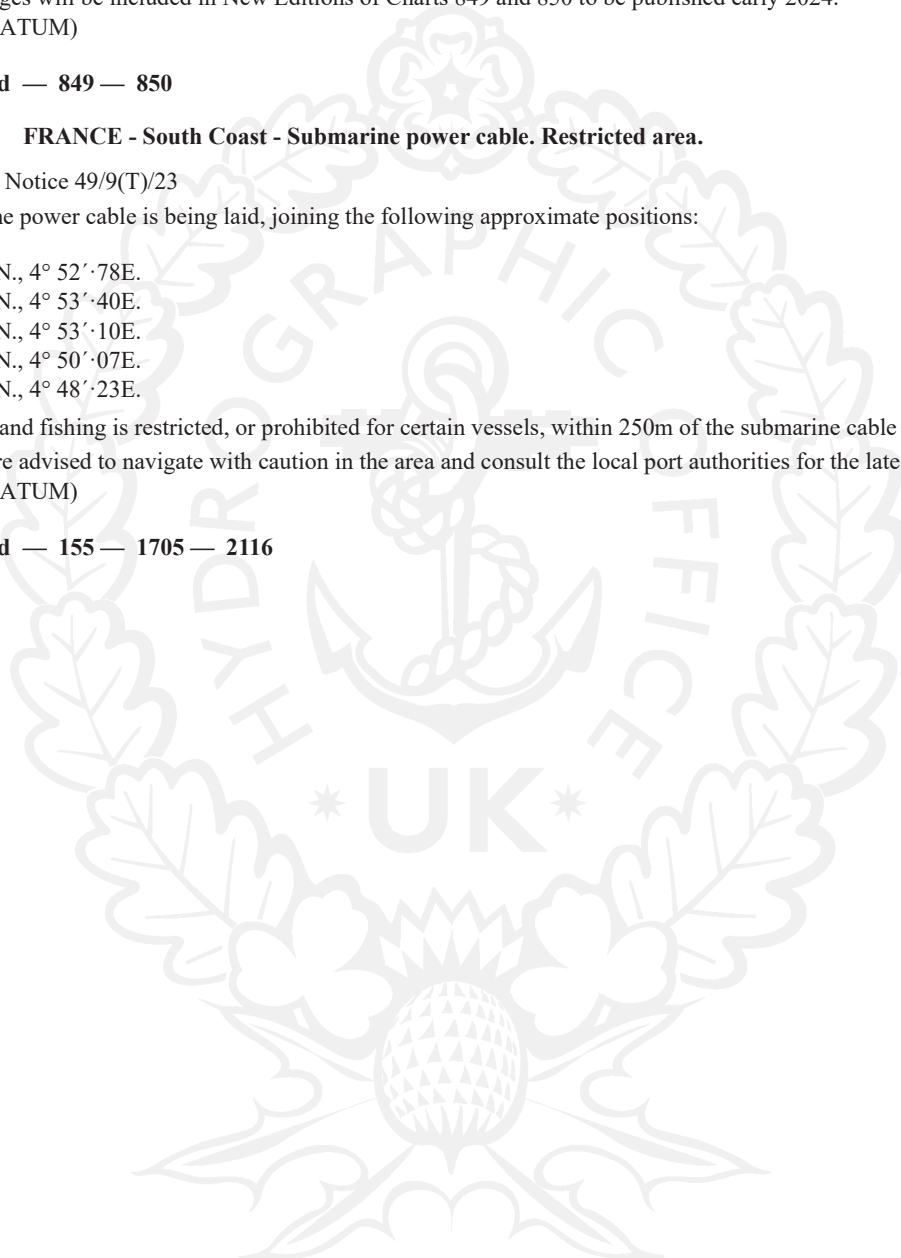 ges will be included in New Editions of Charts 849 and 850 to be published early 2024.
ATUM)
d — 849 — 850
FRANCE - South Coast - Submarine power cable. Restricted area.
Notice 49/9(T)/23
ne power cable is being laid, joining the following approximate positions:
N., 4° 52´·78E.
N., 4° 53´·40E.
N., 4° 53´·10E.
N., 4° 50´·07E.
N., 4° 48´·23E.
and fishing is restricted, or prohibited for certain vessels, within 250m of the submarine cable
re advised to navigate with caution in the area and consult the local port authorities for the late
ATUM)
d — 155 — 1705 — 2116
HYDROGRAPHIC OFFICE
UK